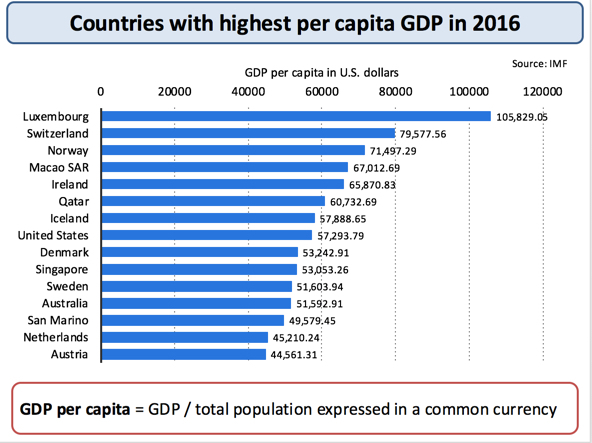 Countries with highest per capita GDP in 2016
Source: IMF
GDP per capita in U.S. dollars
0 20000 40000 60000 80000 100000 120000
Luxembourg 105,829.05
Switzerland 79,577.56
Norway 71,497.29
Macao SAR 67,012.69
Ireland 65,870.83
Qatar 60,732.69
Iceland 57,888.65
United States 57,293.79
Denmark 53,242.91
Singapore 53,053.26
Sweden 51,603.94
Australia 51,592.91
San Marino 49,579.45
Netherlands 45,210.24
Austria 44,561.31
GDP per capita = GDP / total population expressed in a common currency